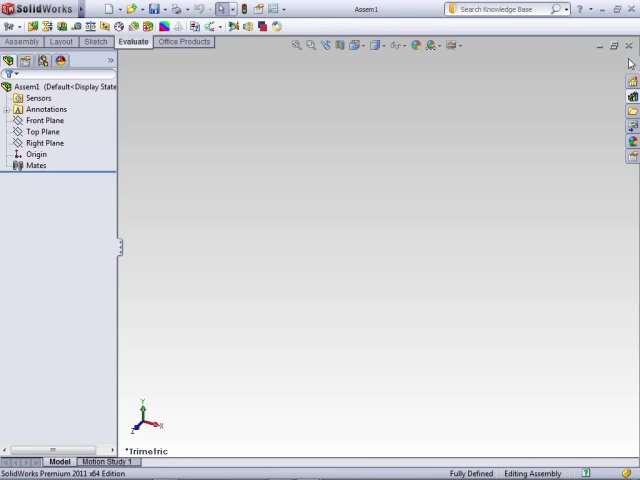 SolidWorks
Assem1
Search Knowledge Base
Assembly Layout Sketch Evaluate Office Products
Assem1 (Default<Display State
Sensors
A Annotations
Front Plane
Top Plane
Right Plane
Origin
Mates
Y
X
Z
*Trimetric
Model Motion Study 1
SolidWorks Premium 2011 x64 Edition
Fully Defined Editing Assembly